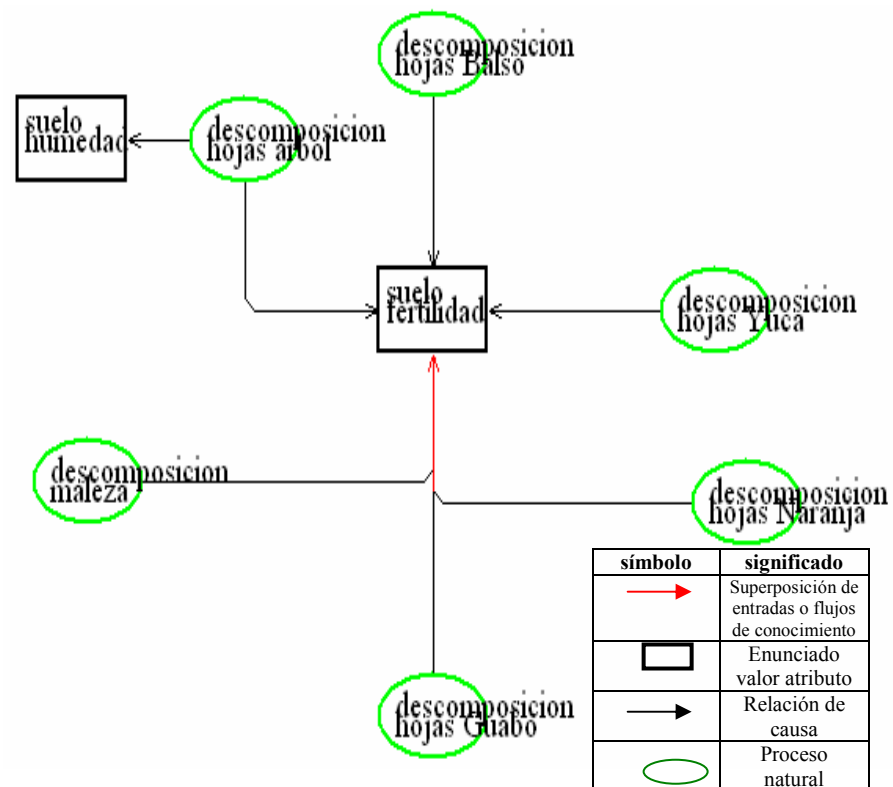 descomposicion
hojas Balso
suelo
humedad
descomposicion
hojas arbol
suelo
fertilidad
descomposicion
hojas Yuca
descomposicion
maleza
descomposicion
hojas Naranja
descomposicion
hojas Guabo
símbolo significado
Superposición de
entradas o flujos
de conocimiento
Enunciado
valor atributo
Relación de
causa
Proceso
natural